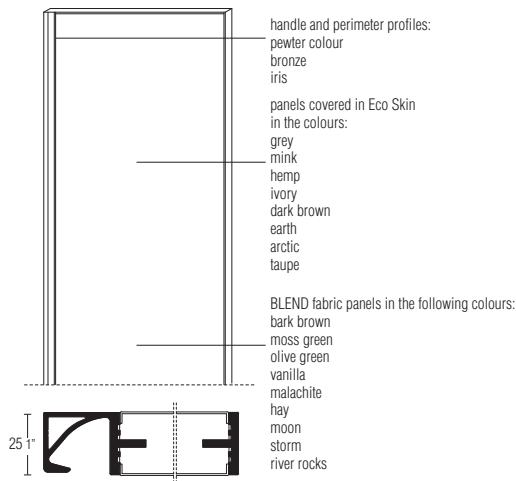 handle and perimeter profiles:
pewter colour
bronze
iris
panels covered in Eco Skin
in the colours:
grey
mink
hemp
ivory
dark brown
earth
arctic
taupe
BLEND fabric panels in the following colours:
bark brown
moss green
olive green
vanilla
malachite
hay
moon
storm
river rocks
25 1"